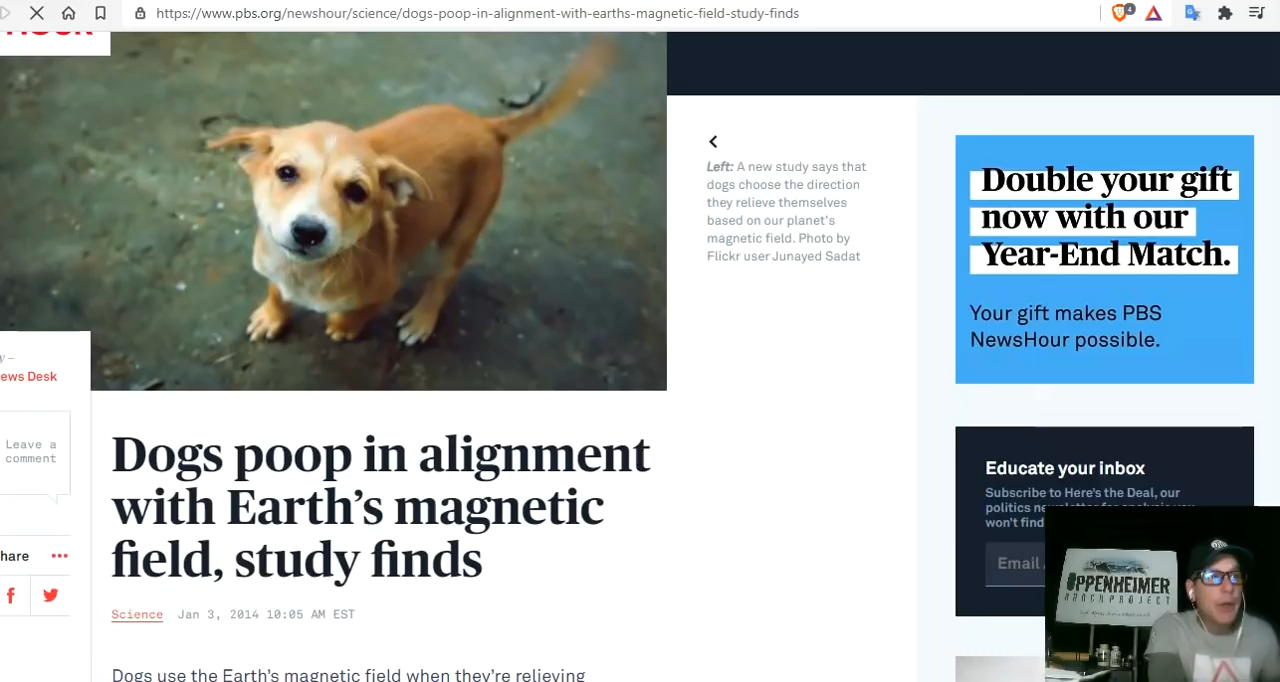 https://www.pbs.org/newshour/science/dogs-poop-in-alignment-with-earths-magnetic-field-study-finds
4
Left: A new study says that
dogs choose the direction
they relieve themselves
based on our planet's
magnetic field. Photo by
Flickr user Junayed Sadat
Double your gift
now with our
Year-End Match.
Your gift makes PBS
NewsHour possible.
ews Desk
Leave a
comment
hare
Dogs poop in alignment
with Earth's magnetic
field, study finds
Science Jan 3, 2014 10:05 AM EST
Dogs use the Earth's magnetic field when they're relieving
Educate your inbox
Subscribe to Here's the Deal, our
politics
won't find
Email
OPPENHEIMER
RANCH PROJECT